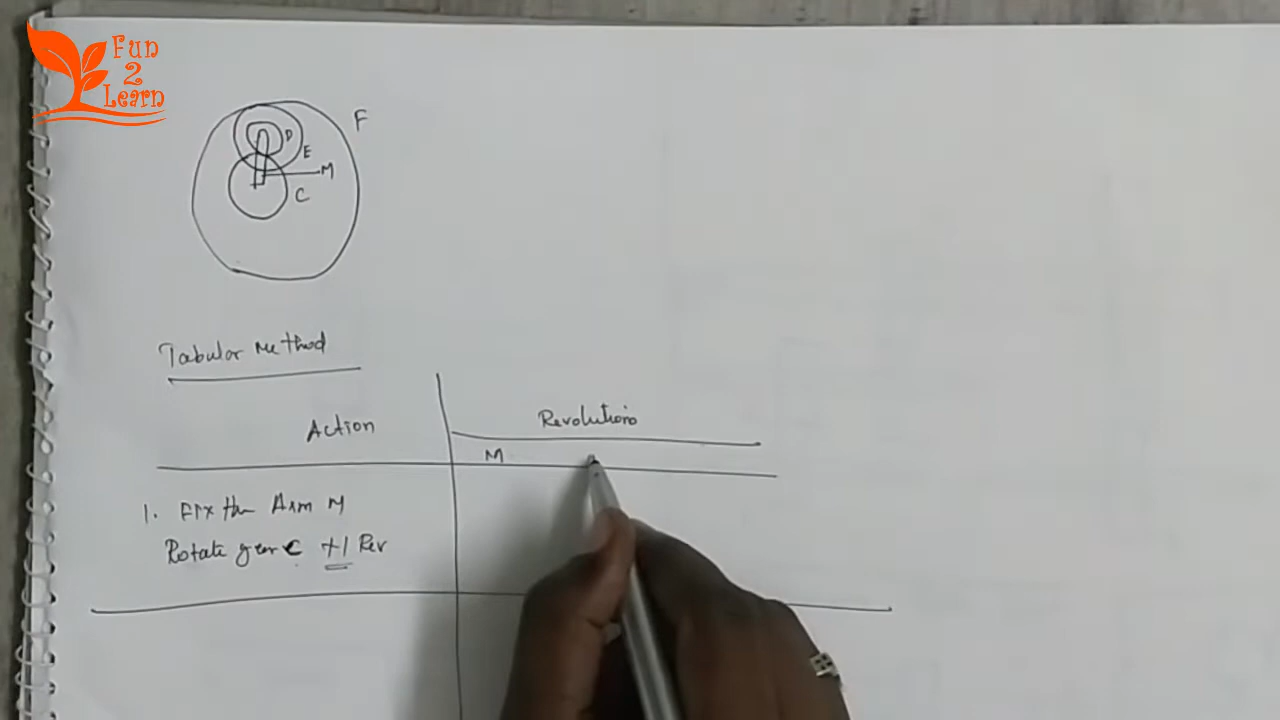 Fun
2
Learn
F
D
E
M
C
Tabular Method
Action
Revolutions
M
1. Fix the Arm M
Rotate gear C +1 Rev